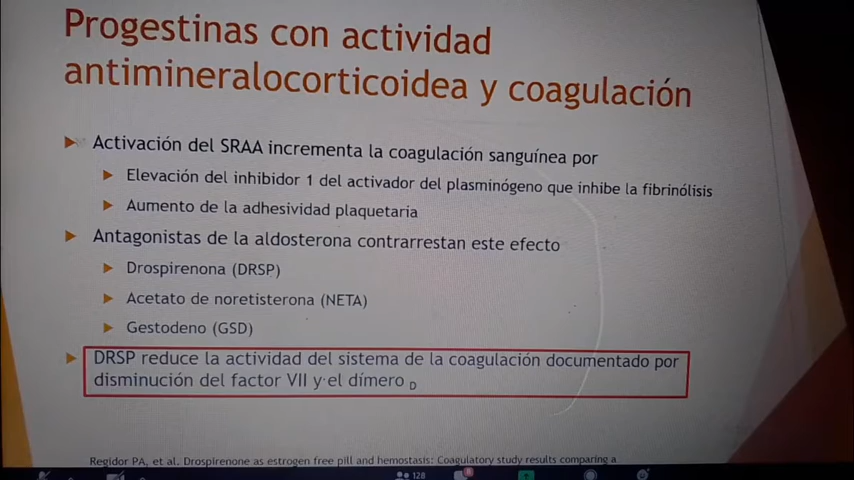 Progestinas con actividad
antimineralocorticoidea y coagulación
Activación del SRAA incrementa la coagulación sanguínea por
Elevación del inhibidor 1 del activador del plasminógeno que inhibe la fibrinólisis
Aumento de la adhesividad plaquetaria
Antagonistas de la aldosterona contrarrestan este efecto
Drospirenona (DRSP)
Acetato de noretisterona (NETA)
Gestodeno (GSD)
DRSP reduce la actividad del sistema de la coagulación documentado por
disminución del factor VII y el dímero D
Regidor PA, et al. Drospirenone as estrogen free pill and hemostasis: Coagulatory study results comparing a
128
8